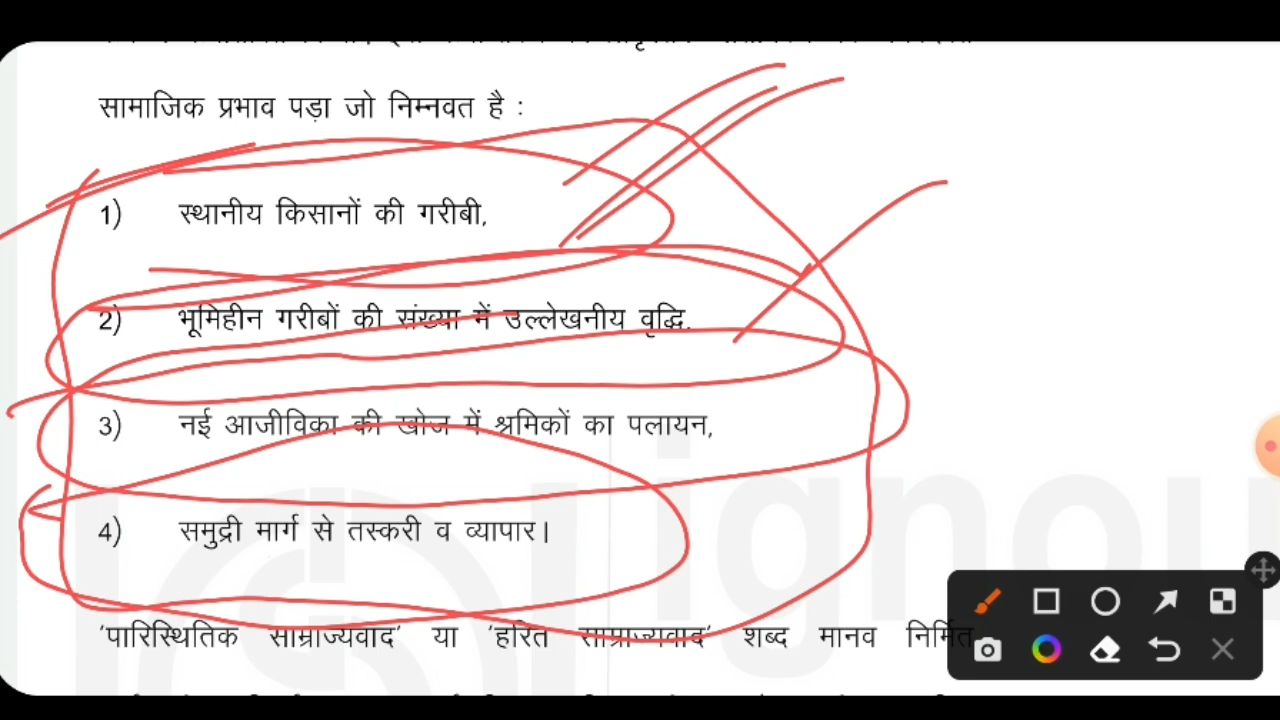 सामाजिक प्रभाव पड़ा जो निम्नवत है :
1) स्थानीय किसानों की गरीबी,
2) भूमिहीन गरीबों की संख्या में उल्लेखनीय वृद्धि,
3) नई आजीविका की खोज में श्रमिकों का पलायन,
4) समुद्री मार्ग से तस्करी व व्यापार।
ignou
'पारिस्थितिक साम्राज्यवाद' या 'हरित साम्राज्यवाद' शब्द मानव निर्मित